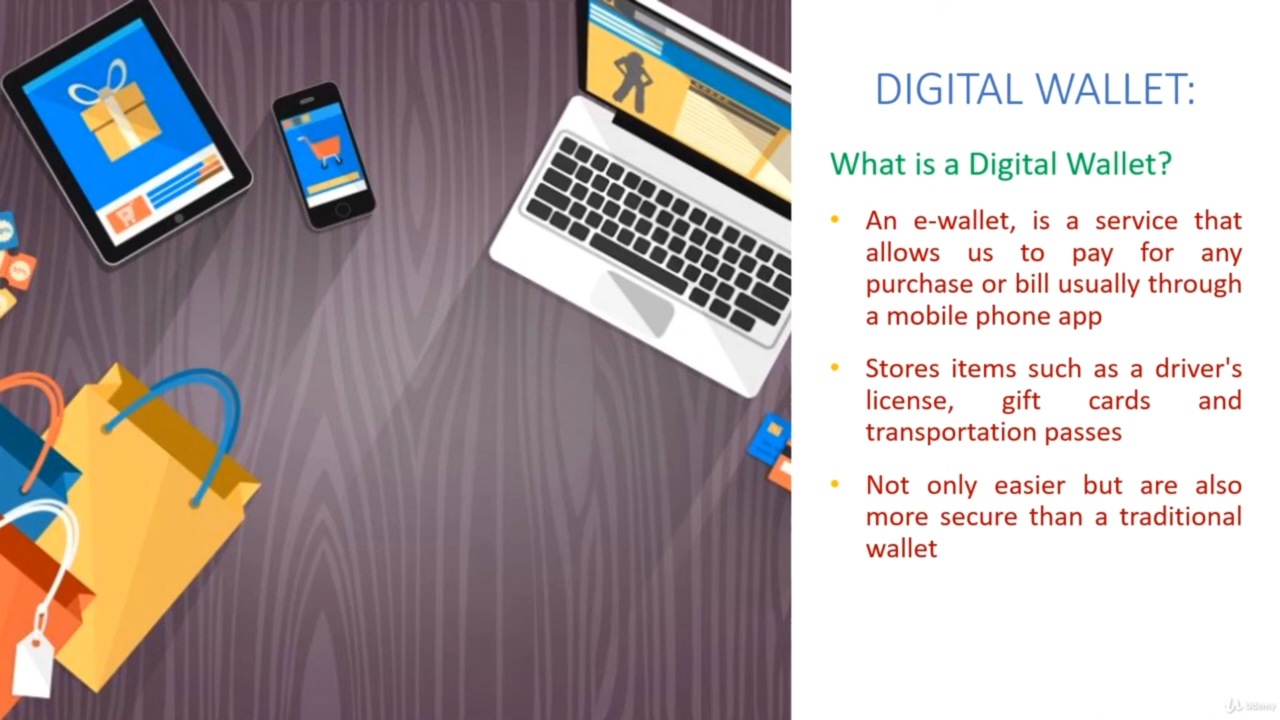 DIGITAL WALLET:
What is a Digital Wallet?
• An e-wallet, is a service that
allows us to pay for any
purchase or bill usually through
a mobile phone app
• Stores items such as a driver's
license, gift cards and
transportation passes
• Not only easier but are also
more secure than a traditional
wallet
Udemy